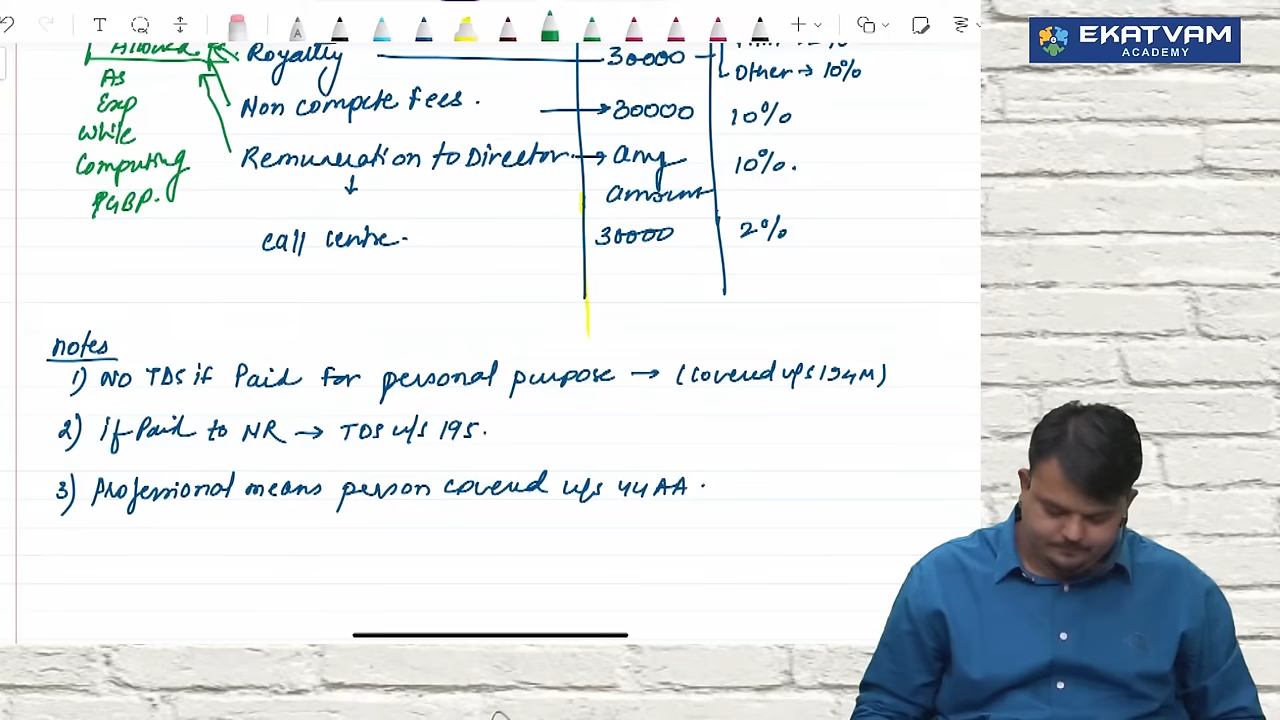 EKATVAM
ACADEMY
Allowed
As
Exp
While
Computing
PGBP.
Royalty 30000
Other → 10%
Non compete fees. → 30000 10%
Remuneration to Director → any amount 10%.
call centre. 30000 2%
notes
1) NO TDS if Paid for personal purpose → (covered u/s 194M)
2) if Paid to NR → TDS u/s 195.
3) Professional means person covered u/s 44AA.